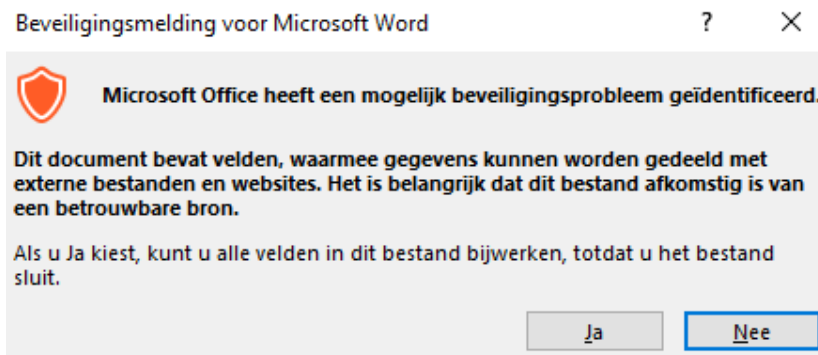 Beveiligingsmelding voor Microsoft Word
? ×
Microsoft Office heeft een mogelijk beveiligingsprobleem geïdentificeerd.
Dit document bevat velden, waarmee gegevens kunnen worden gedeeld met
externe bestanden en websites. Het is belangrijk dat dit bestand afkomstig is van
een betrouwbare bron.
Als u Ja kiest, kunt u alle velden in dit bestand bijwerken, totdat u het bestand
sluit.
Ja Nee